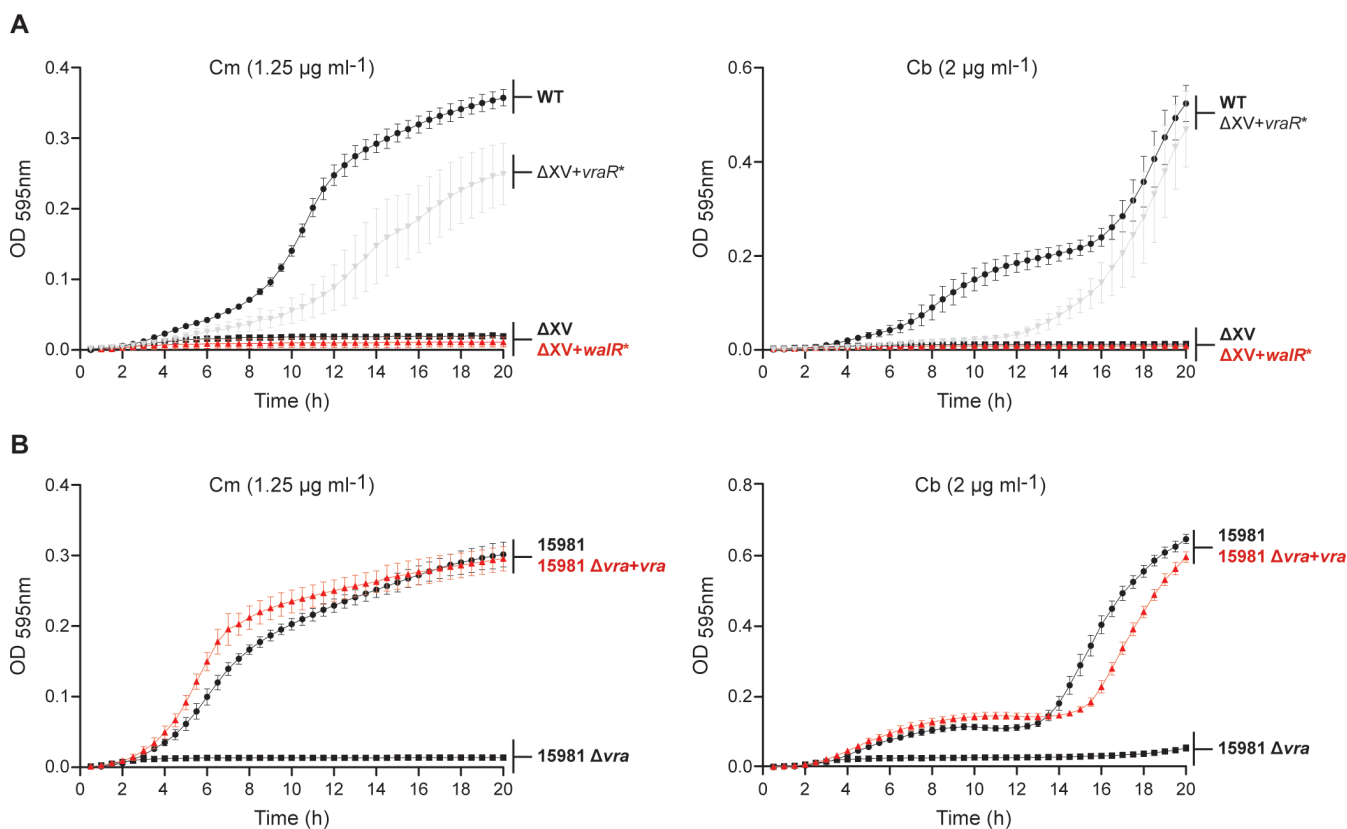 A
Cm (1.25 µg ml-1)
OD 595nm
0.4
0.3
0.2
0.1
0.0
0 2 4 6 8 10 12 14 16 18 20
Time (h)
WT
ΔXV+vraR*
ΔXV
ΔXV+walR*
Cb (2 µg ml-1)
OD 595nm
0.6
0.4
0.2
0.0
0 2 4 6 8 10 12 14 16 18 20
Time (h)
WT
ΔXV+vraR*
ΔXV
ΔXV+walR*
B
Cm (1.25 µg ml-1)
OD 595nm
0.4
0.3
0.2
0.1
0.0
0 2 4 6 8 10 12 14 16 18 20
Time (h)
15981
15981 Δvra+vra
15981 Δvra
Cb (2 µg ml-1)
OD 595nm
0.8
0.6
0.4
0.2
0.0
0 2 4 6 8 10 12 14 16 18 20
Time (h)
15981
15981 Δvra+vra
15981 Δvra